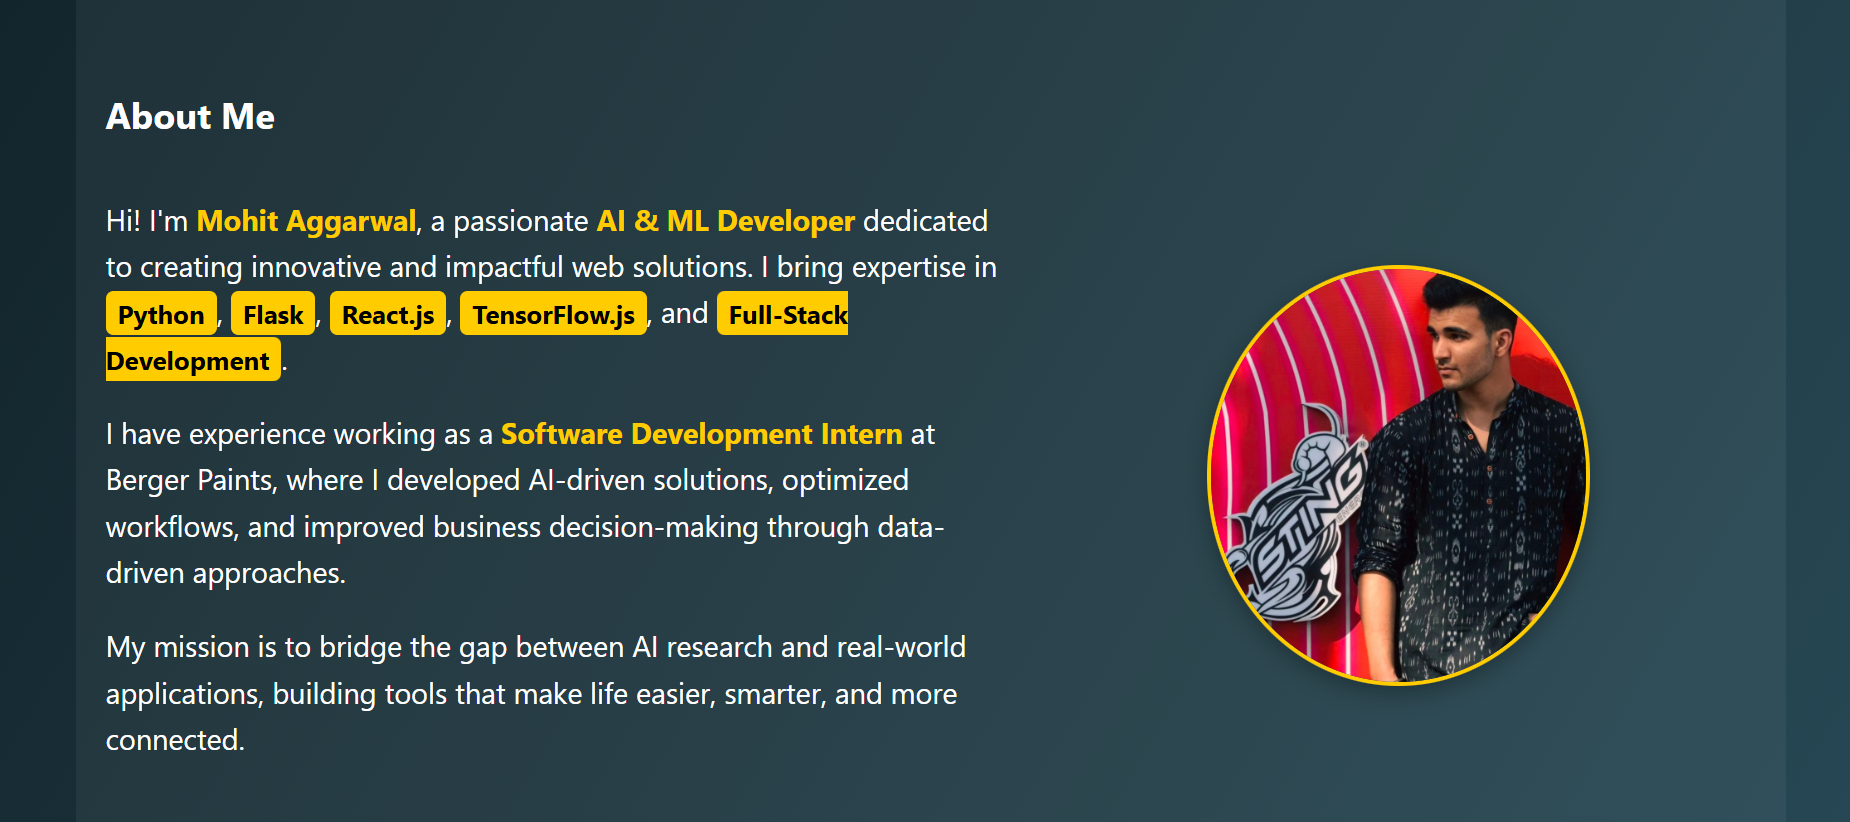 About Me
Hi! I'm Mohit Aggarwal, a passionate AI & ML Developer dedicated
to creating innovative and impactful web solutions. I bring expertise in
Python, Flask, React.js, TensorFlow.js, and Full-Stack
Development.
I have experience working as a Software Development Intern at
Berger Paints, where I developed AI-driven solutions, optimized
workflows, and improved business decision-making through data-
driven approaches.
My mission is to bridge the gap between AI research and real-world
applications, building tools that make life easier, smarter, and more
connected.
STING